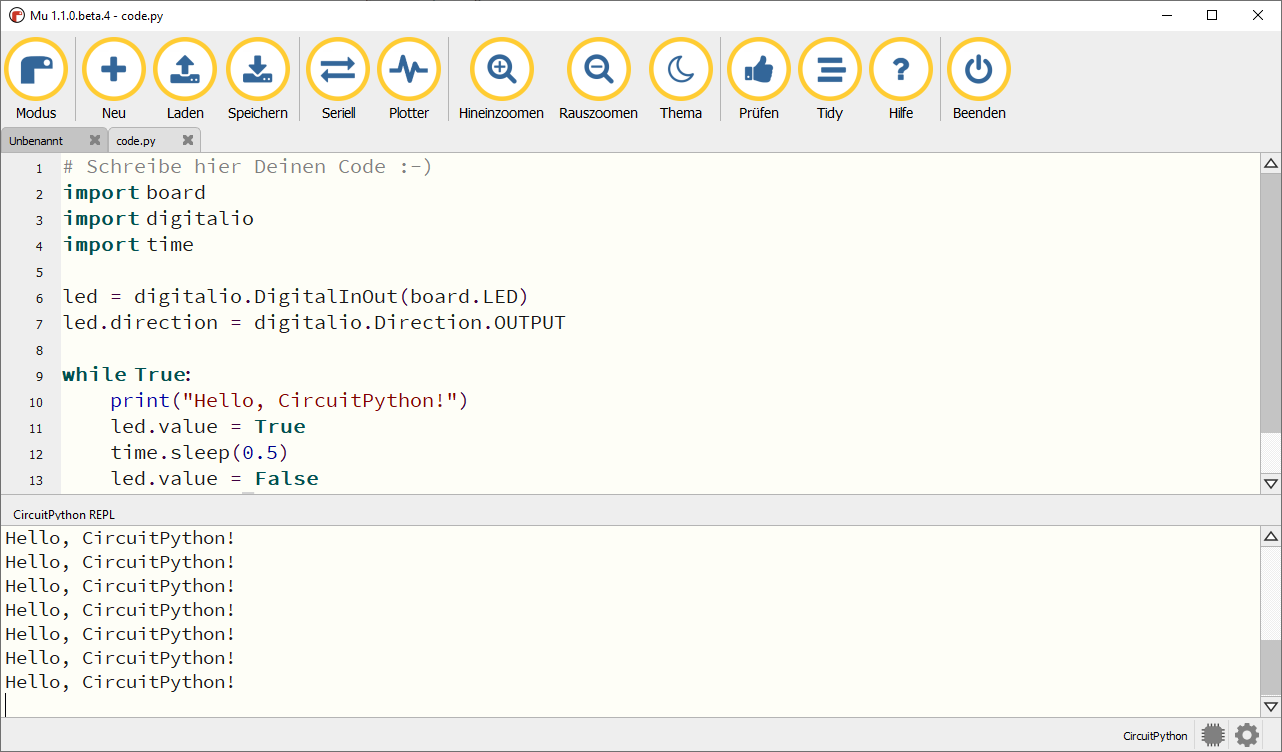 Mu 1.1.0.beta.4 - code.py
Modus Neu Laden Speichern Seriell Plotter Hineinzoomen Rauszoomen Thema Prüfen Tidy Hilfe Beenden
Unbenannt code.py
1 # Schreibe hier Deinen Code :-)
2 import board
3 import digitalio
4 import time
5
6 led = digitalio.DigitalInOut(board.LED)
7 led.direction = digitalio.Direction.OUTPUT
8
9 while True:
10     print("Hello, CircuitPython!")
11     led.value = True
12     time.sleep(0.5)
13     led.value = False
CircuitPython REPL
Hello, CircuitPython!
Hello, CircuitPython!
Hello, CircuitPython!
Hello, CircuitPython!
Hello, CircuitPython!
Hello, CircuitPython!
Hello, CircuitPython!
CircuitPython